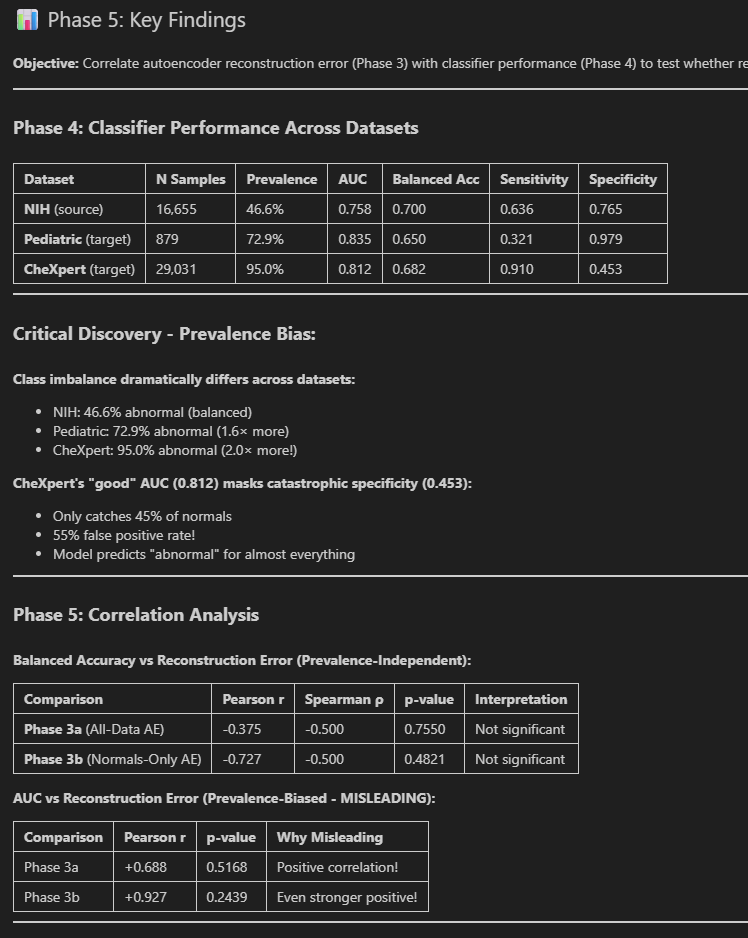 📊 Phase 5: Key Findings
Objective: Correlate autoencoder reconstruction error (Phase 3) with classifier performance (Phase 4) to test whether re
Phase 4: Classifier Performance Across Datasets
Dataset N Samples Prevalence AUC Balanced Acc Sensitivity Specificity
NIH (source) 16,655 46.6% 0.758 0.700 0.636 0.765
Pediatric (target) 879 72.9% 0.835 0.650 0.321 0.979
CheXpert (target) 29,031 95.0% 0.812 0.682 0.910 0.453
Critical Discovery - Prevalence Bias:
Class imbalance dramatically differs across datasets:
• NIH: 46.6% abnormal (balanced)
• Pediatric: 72.9% abnormal (1.6× more)
• CheXpert: 95.0% abnormal (2.0× more!)
CheXpert's "good" AUC (0.812) masks catastrophic specificity (0.453):
• Only catches 45% of normals
• 55% false positive rate!
• Model predicts "abnormal" for almost everything
Phase 5: Correlation Analysis
Balanced Accuracy vs Reconstruction Error (Prevalence-Independent):
Comparison Pearson r Spearman ρ p-value Interpretation
Phase 3a (All-Data AE) -0.375 -0.500 0.7550 Not significant
Phase 3b (Normals-Only AE) -0.727 -0.500 0.4821 Not significant
AUC vs Reconstruction Error (Prevalence-Biased - MISLEADING):
Comparison Pearson r p-value Why Misleading
Phase 3a +0.688 0.5168 Positive correlation!
Phase 3b +0.927 0.2439 Even stronger positive!